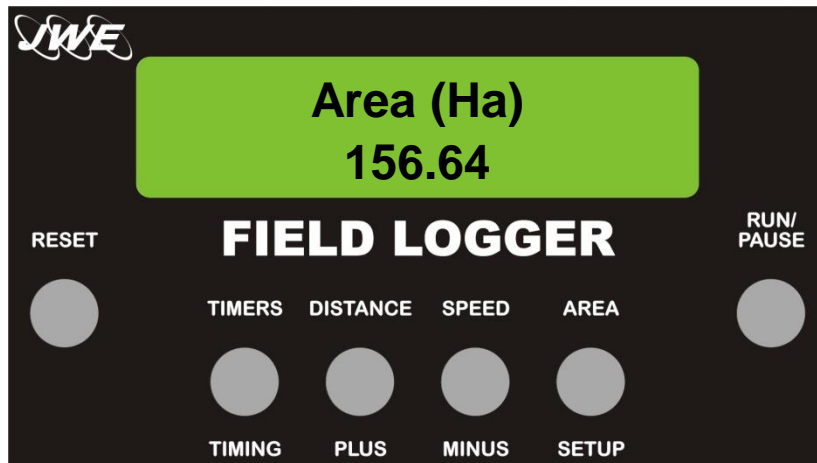 JWE
Area (Ha)
156.64
FIELD LOGGER
RESET
RUN/
PAUSE
TIMERS DISTANCE SPEED AREA
TIMING PLUS MINUS SETUP